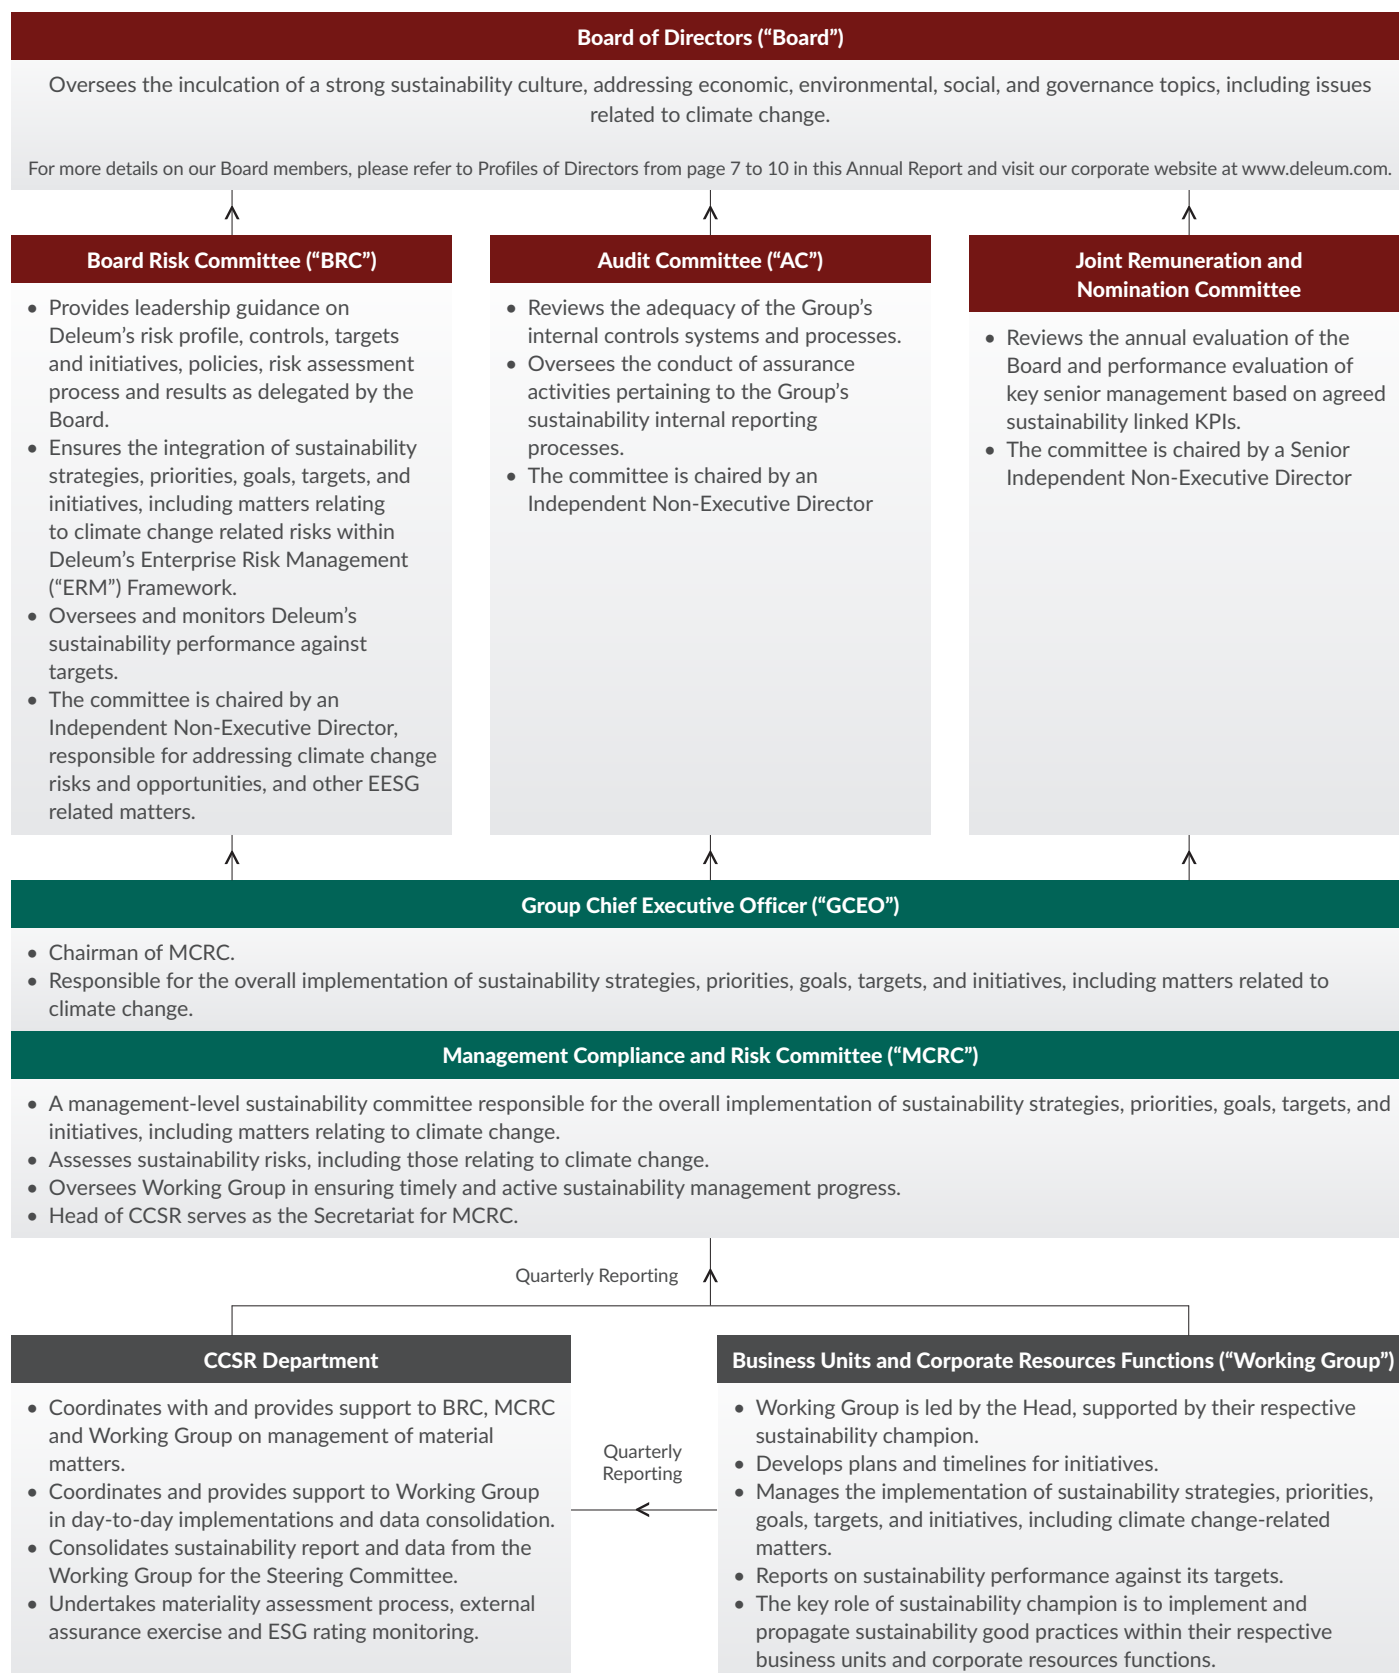 Board of Directors (“Board”)
Oversees the inculcation of a strong sustainability culture, addressing economic, environmental, social, and governance topics, including issues
related to climate change.
For more details on our Board members, please refer to Profiles of Directors from page 7 to 10 in this Annual Report and visit our corporate website at www.deleum.com.
Board Risk Committee (“BRC”)
• Provides leadership guidance on
Deleum’s risk profile, controls, targets
and initiatives, policies, risk assessment
process and results as delegated by the
Board.
• Ensures the integration of sustainability
strategies, priorities, goals, targets, and
initiatives, including matters relating
to climate change related risks within
Deleum’s Enterprise Risk Management
(“ERM”) Framework.
• Oversees and monitors Deleum’s
sustainability performance against
targets.
• The committee is chaired by an
Independent Non-Executive Director,
responsible for addressing climate change
risks and opportunities, and other EESG
related matters.
Audit Committee (“AC”)
• Reviews the adequacy of the Group’s
internal controls systems and processes.
• Oversees the conduct of assurance
activities pertaining to the Group’s
sustainability internal reporting
processes.
• The committee is chaired by an
Independent Non-Executive Director
Joint Remuneration and
Nomination Committee
• Reviews the annual evaluation of the
Board and performance evaluation of
key senior management based on agreed
sustainability linked KPIs.
• The committee is chaired by a Senior
Independent Non-Executive Director
Group Chief Executive Officer (“GCEO”)
• Chairman of MCRC.
• Responsible for the overall implementation of sustainability strategies, priorities, goals, targets, and initiatives, including matters related to
climate change.
Management Compliance and Risk Committee (“MCRC”)
• A management-level sustainability committee responsible for the overall implementation of sustainability strategies, priorities, goals, targets, and
initiatives, including matters relating to climate change.
• Assesses sustainability risks, including those relating to climate change.
• Oversees Working Group in ensuring timely and active sustainability management progress.
• Head of CCSR serves as the Secretariat for MCRC.
Quarterly Reporting
CCSR Department
• Coordinates with and provides support to BRC, MCRC
and Working Group on management of material
matters.
• Coordinates and provides support to Working Group
in day-to-day implementations and data consolidation.
• Consolidates sustainability report and data from the
Working Group for the Steering Committee.
• Undertakes materiality assessment process, external
assurance exercise and ESG rating monitoring.
Quarterly
Reporting
Business Units and Corporate Resources Functions (“Working Group”)
• Working Group is led by the Head, supported by their respective
sustainability champion.
• Develops plans and timelines for initiatives.
• Manages the implementation of sustainability strategies, priorities,
goals, targets, and initiatives, including climate change-related
matters.
• Reports on sustainability performance against its targets.
• The key role of sustainability champion is to implement and
propagate sustainability good practices within their respective
business units and corporate resources functions.